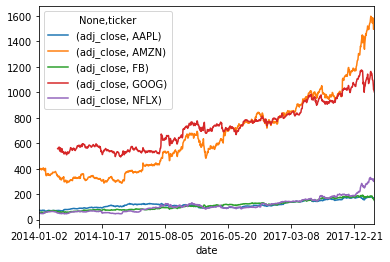 None,ticker
(adj_close, AAPL)
(adj_close, AMZN)
(adj_close, FB)
(adj_close, GOOG)
(adj_close, NFLX)
1600
1400
1200
1000
800
600
400
200
0
2014-01-02 2014-10-17 2015-08-05 2016-05-20 2017-03-08 2017-12-21
date